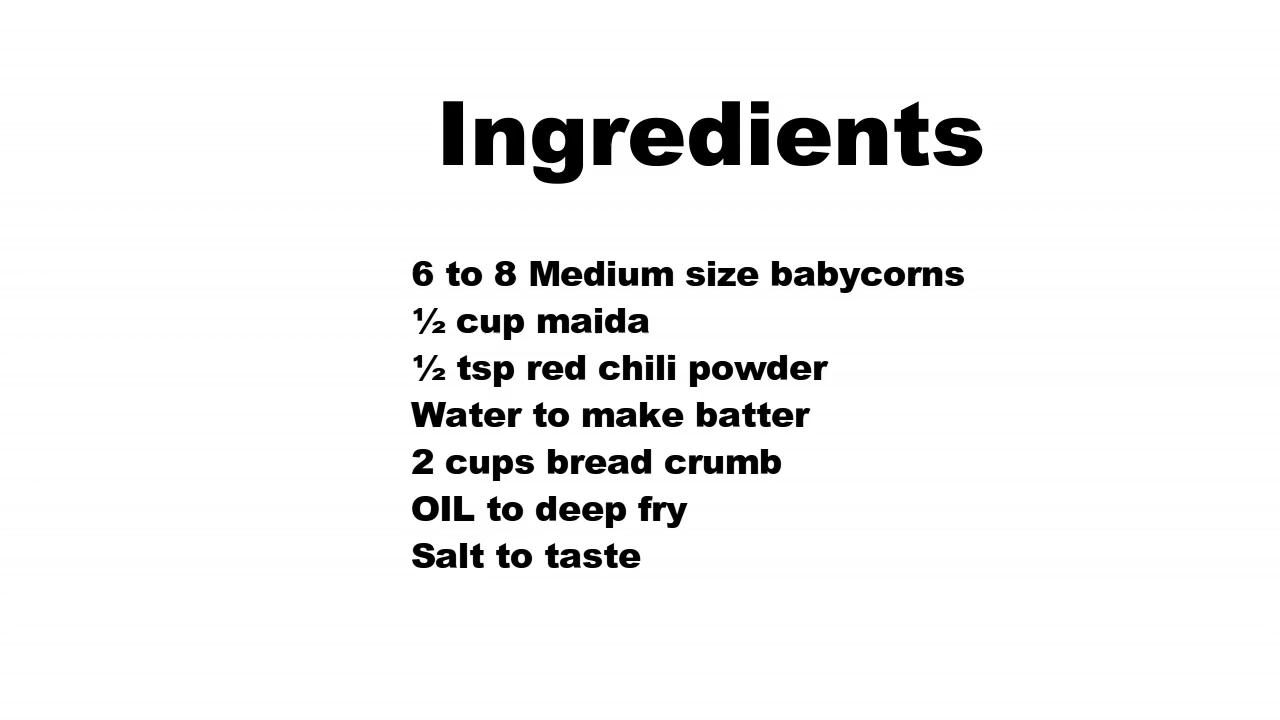 Ingredients
6 to 8 Medium size babycorns
½ cup maida
½ tsp red chili powder
Water to make batter
2 cups bread crumb
OIL to deep fry
Salt to taste